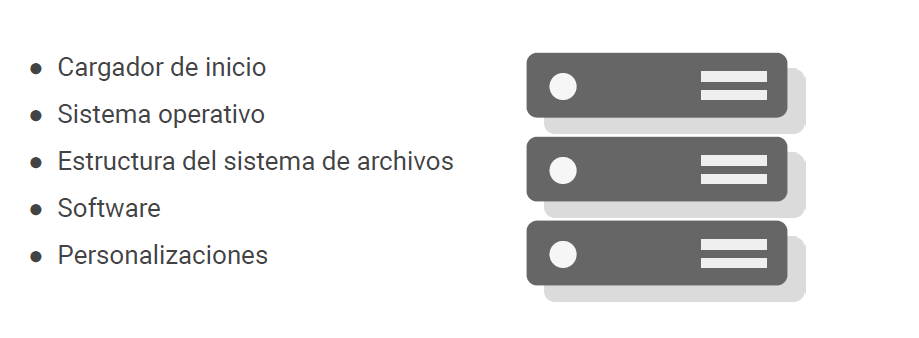 ● Cargador de inicio
● Sistema operativo
● Estructura del sistema de archivos
● Software
● Personalizaciones